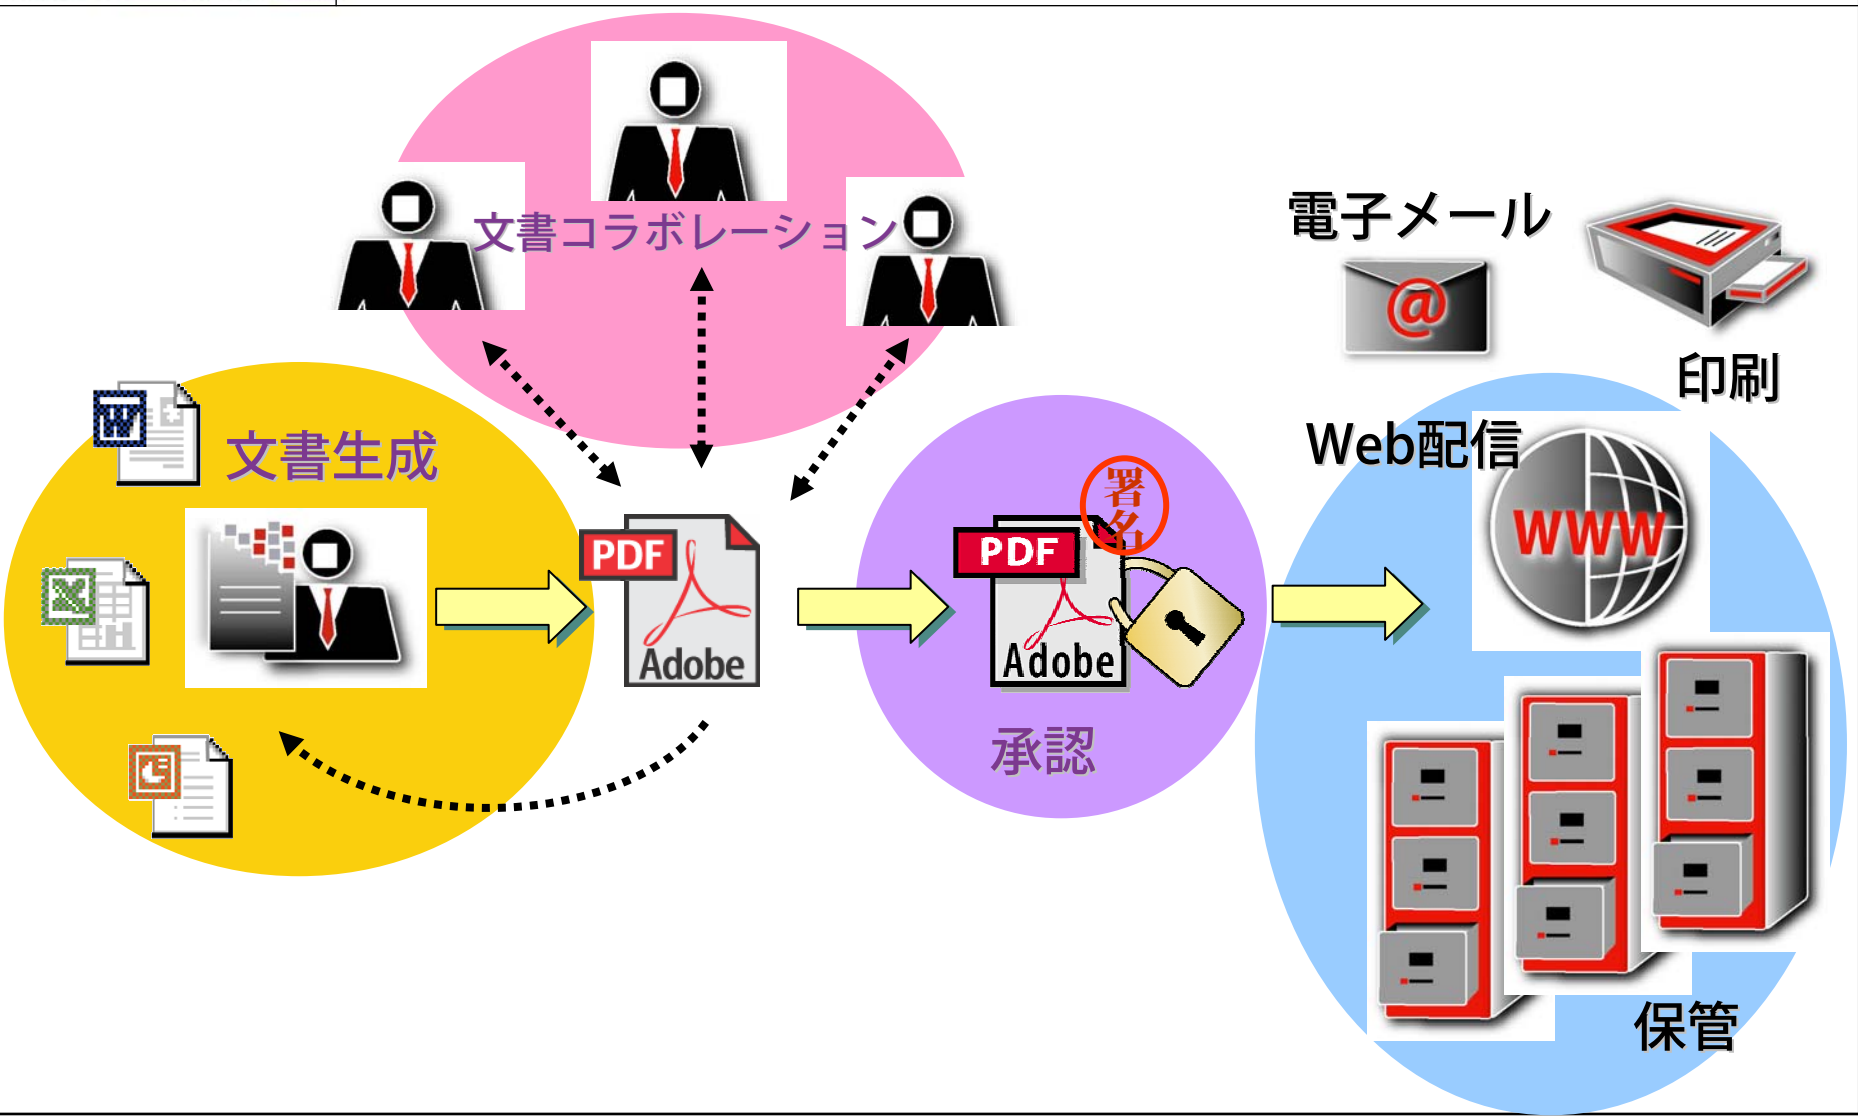 文書コラボレーション
電子メール
@
印刷
W
文書生成
Web配信
WWW
PDF
Adobe
署名
PDF
Adobe
承認
保管